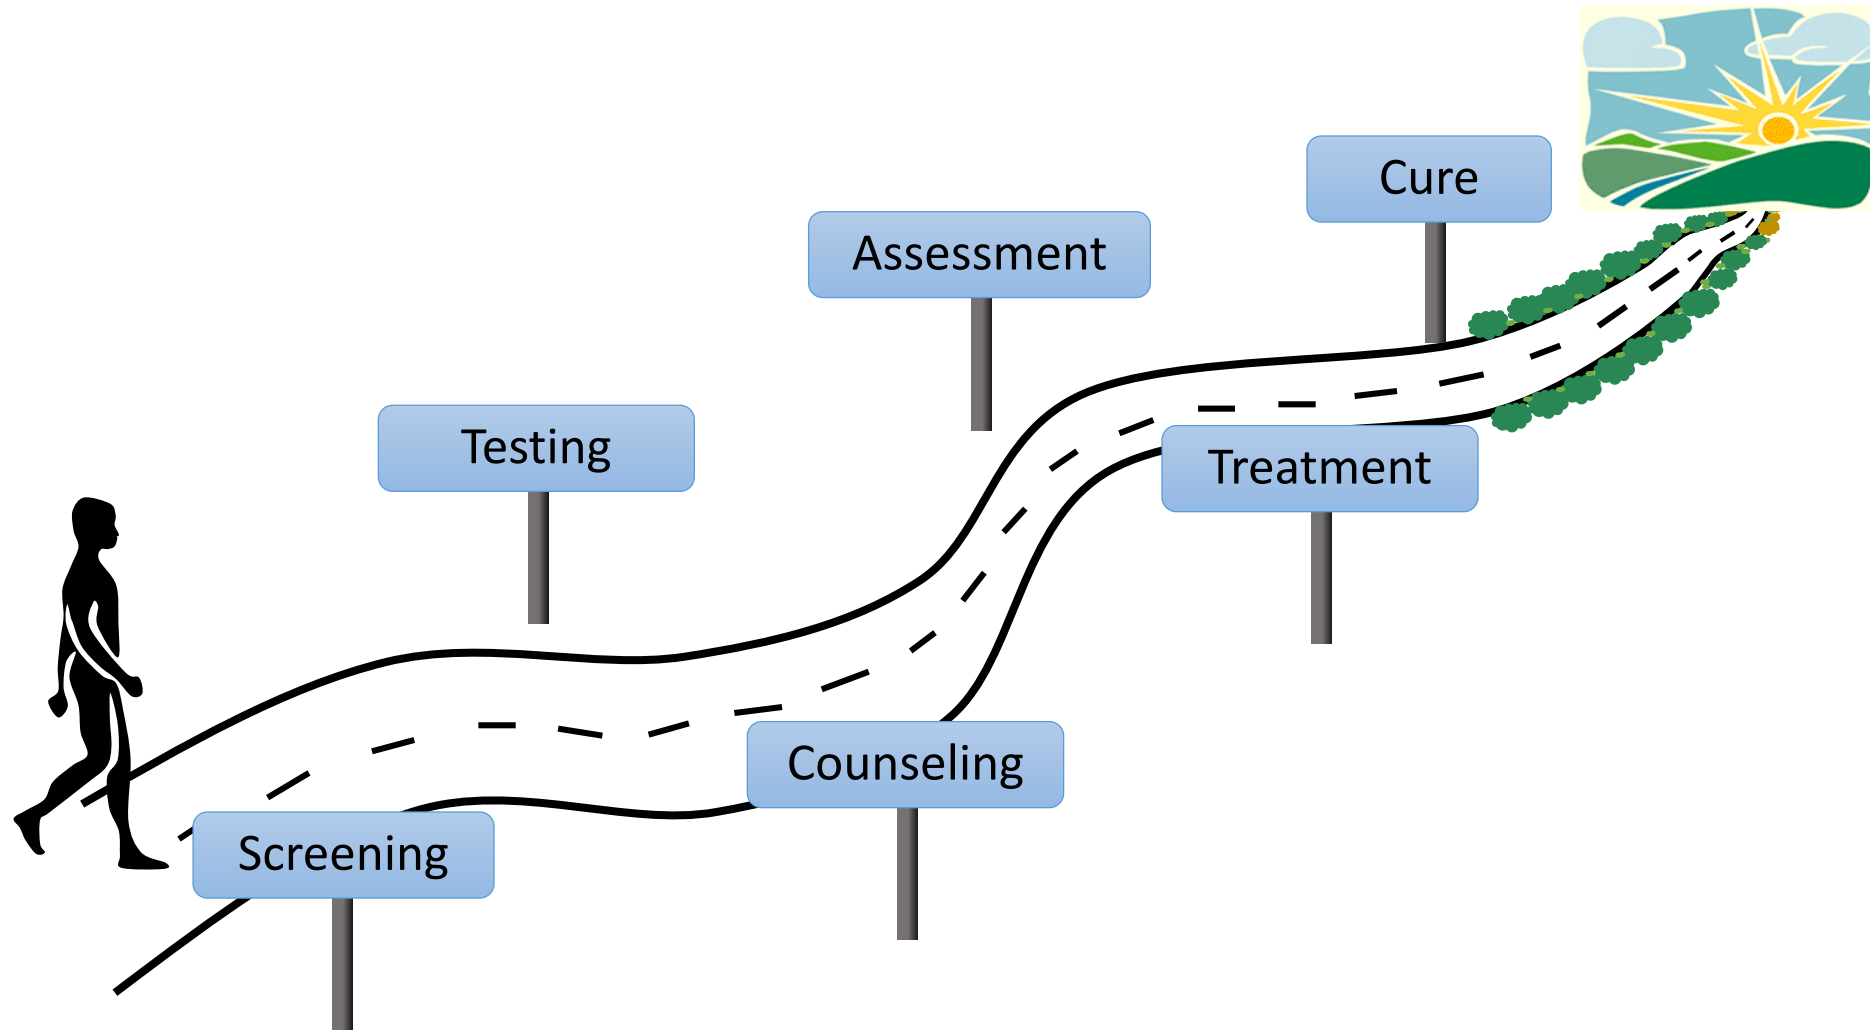 Screening
Testing
Counseling
Assessment
Treatment
Cure